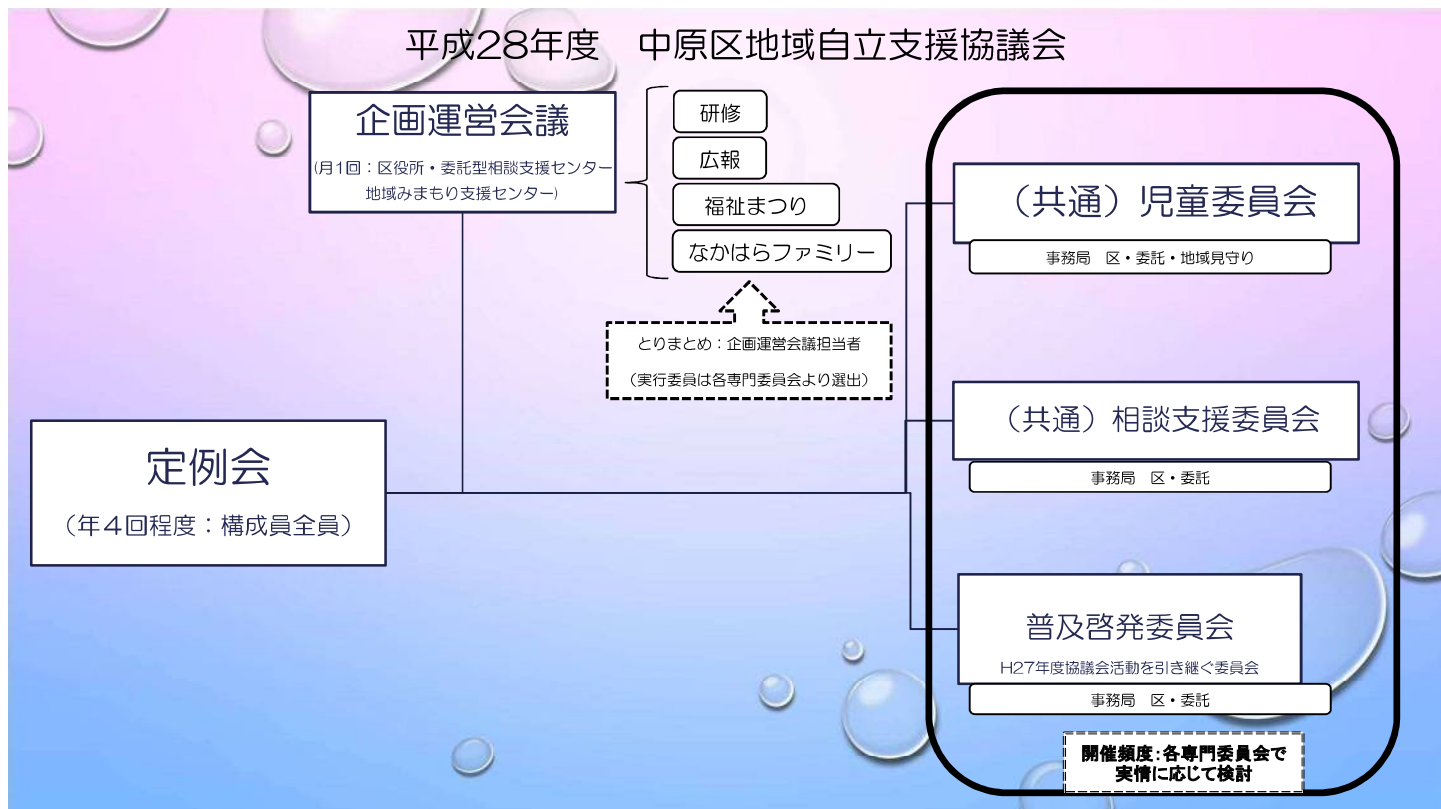 平成28年度　中原区地域自立支援協議会
企画運営会議
(月1回：区役所・委託型相談支援センター
地域みまもり支援センター)
研修
広報
福祉まつり
なかはらファミリー
とりまとめ：企画運営会議担当者
（実行委員は各専門委員会より選出）
定例会
（年４回程度：構成員全員）
（共通）児童委員会
事務局　区・委託・地域見守り
（共通）相談支援委員会
事務局　区・委託
普及啓発委員会
H27年度協議会活動を引き継ぐ委員会
事務局　区・委託
開催頻度：各専門委員会で
実情に応じて検討